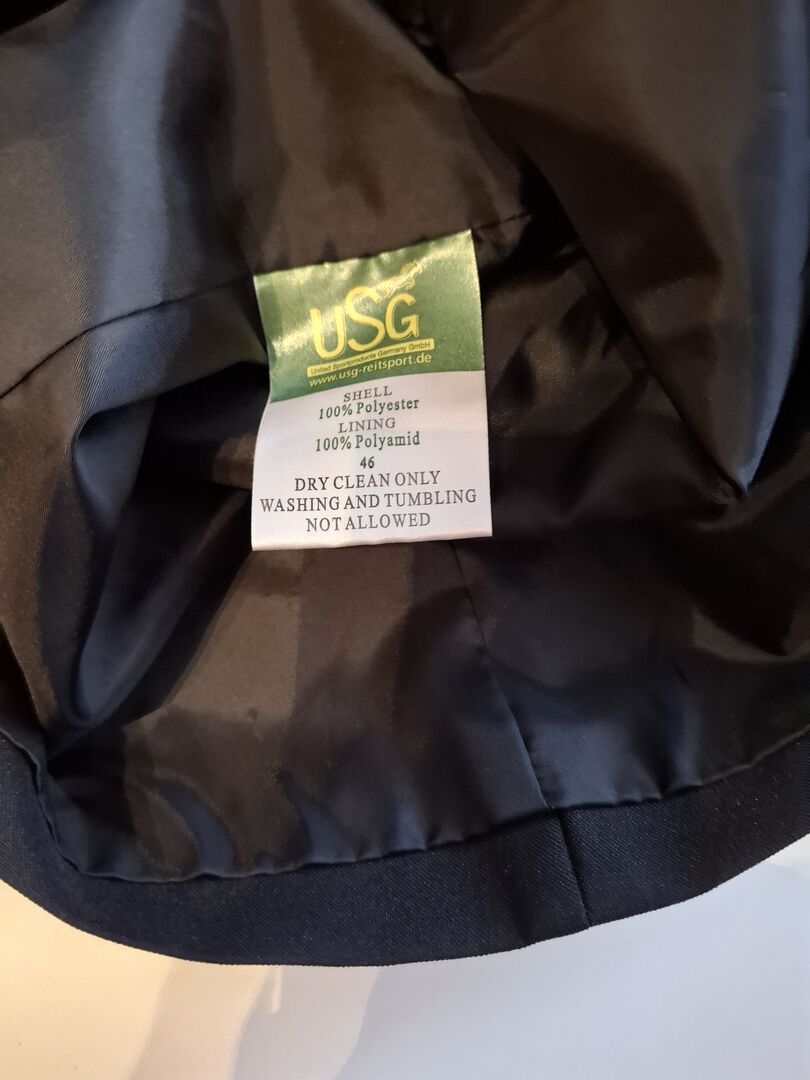 USG
United Sportproducts Germany GmbH
www.usg-reitsport.de
SHELL
100% Polyester
LINING
100% Polyamid
46
DRY CLEAN ONLY
WASHING AND TUMBLING
NOT ALLOWED